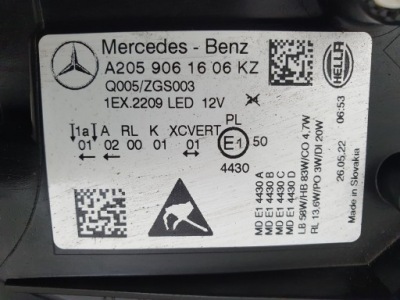 Mercedes - Benz
A205 906 16 06 KZ
Q005/ZGS003
1EX.2209 LED 12V
PL
1a A RL K XCVERT E1 50
01 02 00 01 01
4430
MD E1 4430 A
MD E1 4430 B
MD E1 4430 C
MD E1 4430 D
LB 58W/HB 83W/CO 4.7W
RL 13.6W/PO 3W/DI 20W
HELLA
06:53
26.05.22
Made in Slovakia